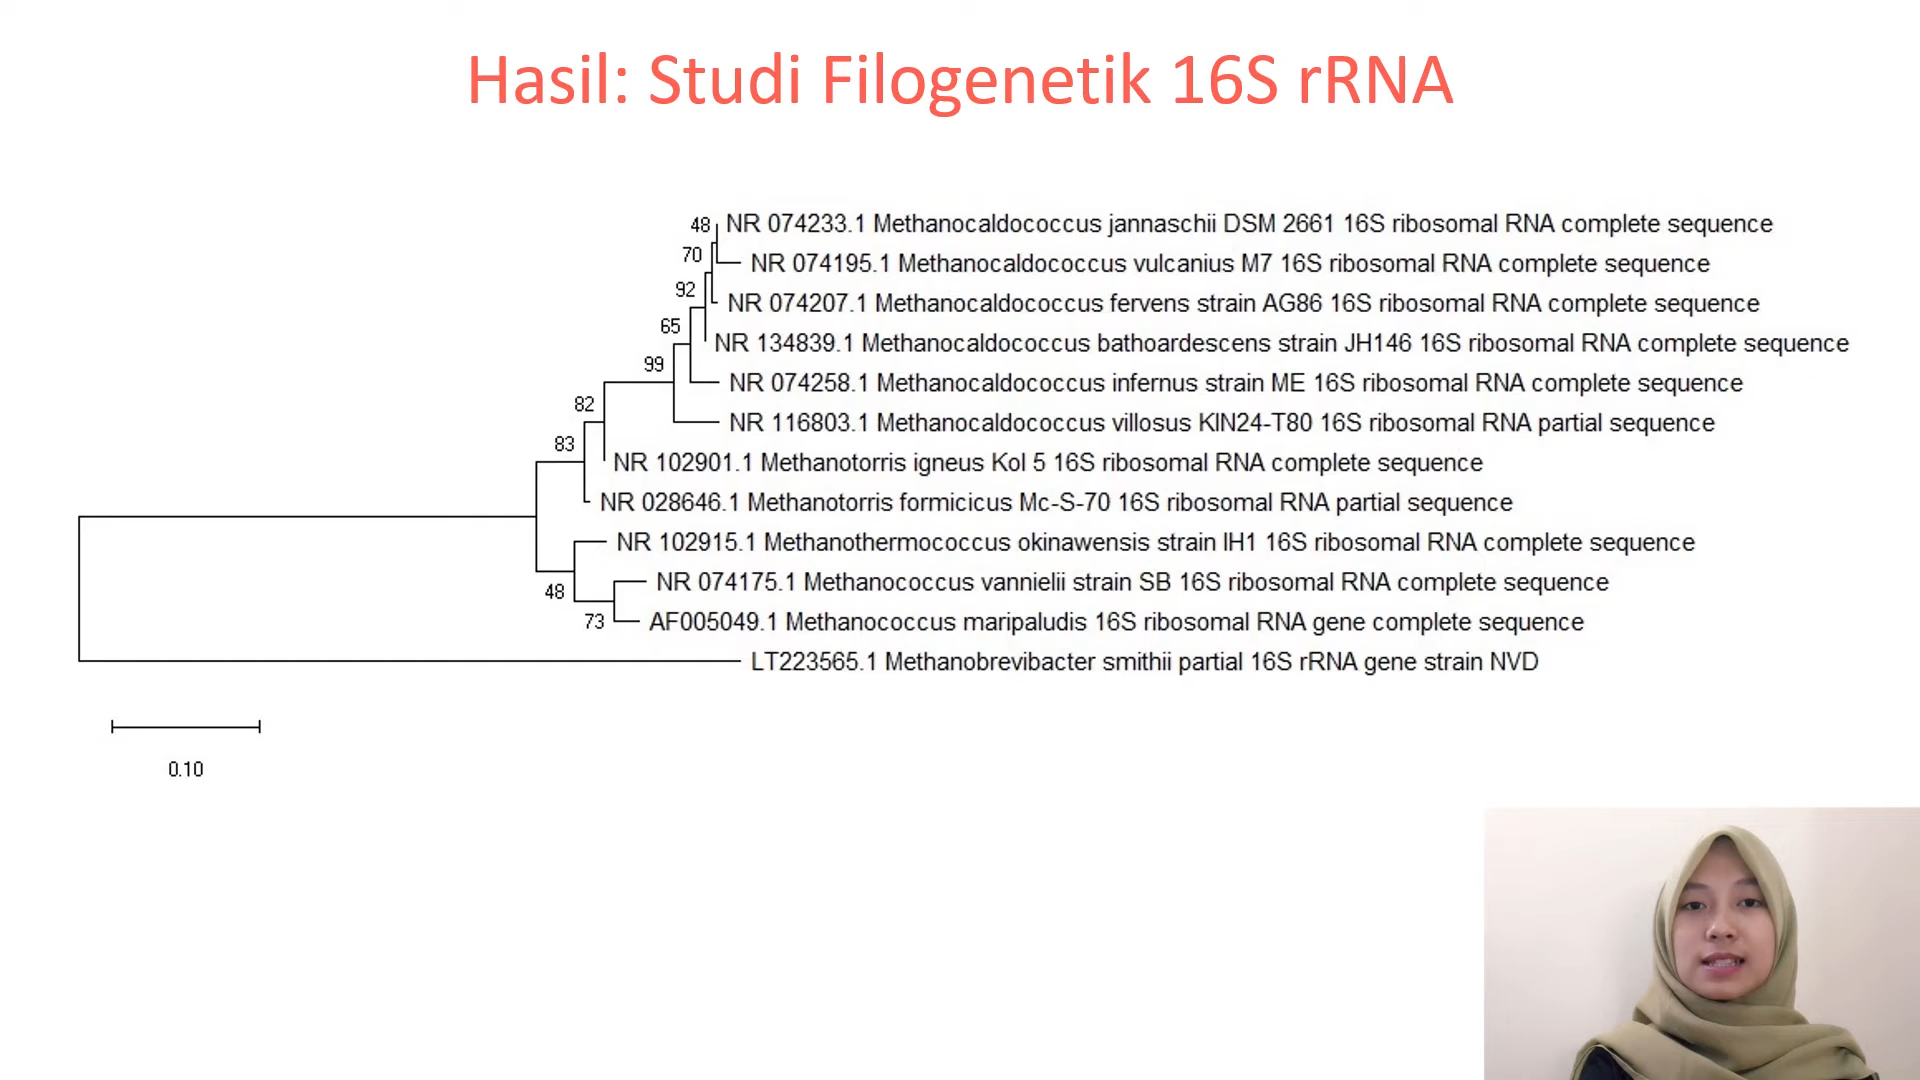 Hasil: Studi Filogenetik 16S rRNA
48 NR 074233.1 Methanocaldococcus jannaschii DSM 2661 16S ribosomal RNA complete sequence
70
NR 074195.1 Methanocaldococcus vulcanius M7 16S ribosomal RNA complete sequence
92
NR 074207.1 Methanocaldococcus fervens strain AG86 16S ribosomal RNA complete sequence
65
NR 134839.1 Methanocaldococcus bathoardescens strain JH146 16S ribosomal RNA complete sequence
99
NR 074258.1 Methanocaldococcus infernus strain ME 16S ribosomal RNA complete sequence
82
NR 116803.1 Methanocaldococcus villosus KIN24-T80 16S ribosomal RNA partial sequence
83
NR 102901.1 Methanotorris igneus Kol 5 16S ribosomal RNA complete sequence
NR 028646.1 Methanotorris formicicus Mc-S-70 16S ribosomal RNA partial sequence
NR 102915.1 Methanothermococcus okinawensis strain IH1 16S ribosomal RNA complete sequence
NR 074175.1 Methanococcus vannielii strain SB 16S ribosomal RNA complete sequence
48
73 AF005049.1 Methanococcus maripaludis 16S ribosomal RNA gene complete sequence
LT223565.1 Methanobrevibacter smithii partial 16S rRNA gene strain NVD
0.10